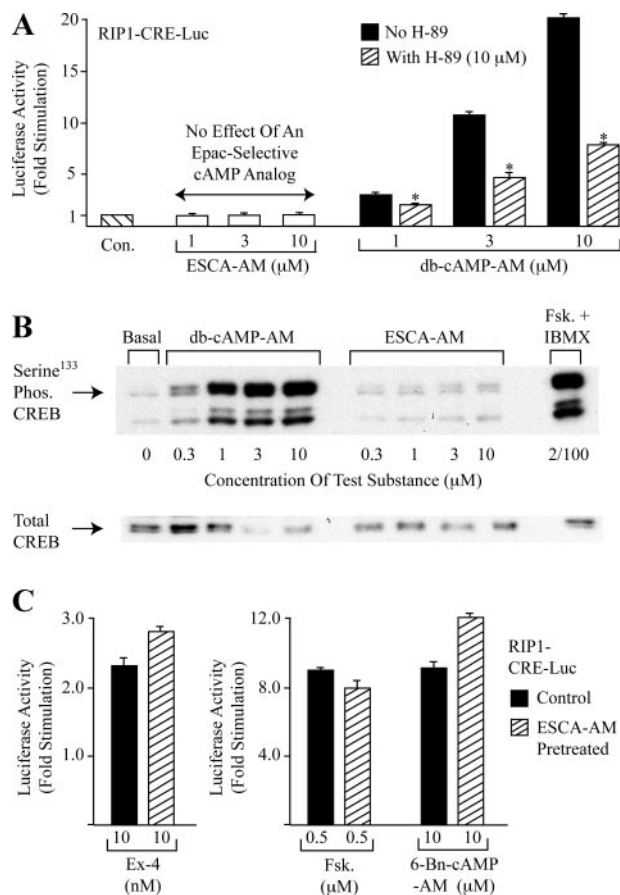 A
RIP1-CRE-Luc
No H-89
With H-89 (10 μM)
Luciferase Activity
(Fold Stimulation)
20
15
10
5
1
No Effect Of An
Epac-Selective
cAMP Analog
* * *
Con. 1 3 10 1 3 10
ESCA-AM (μM) db-cAMP-AM (μM)
B
Basal db-cAMP-AM ESCA-AM Fsk. +
IBMX
Serine133
Phos.
CREB
0 0.3 1 3 10 0.3 1 3 10 2/100
Concentration Of Test Substance (μM)
Total
CREB
C
Luciferase Activity
(Fold Stimulation)
3.0
2.0
1.0
10 10
Ex-4
(nM)
Luciferase Activity
(Fold Stimulation)
12.0
8.0
4.0
0.5 0.5 10 10
Fsk. 6-Bn-cAMP
(μM) -AM (μM)
RIP1-
CRE-Luc
Control
ESCA-AM
Pretreated